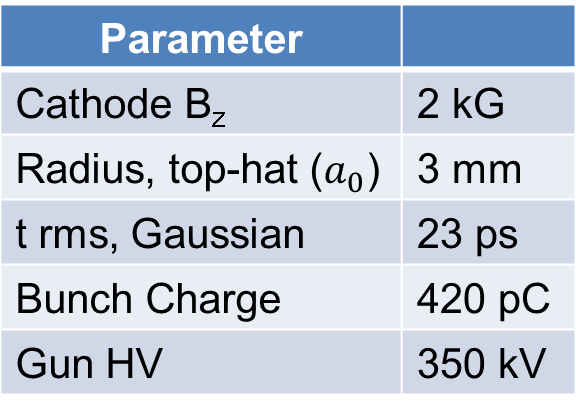 Parameter
Cathode B_z 2 kG
Radius, top-hat (𝑎₀) 3 mm
t rms, Gaussian 23 ps
Bunch Charge 420 pC
Gun HV 350 kV